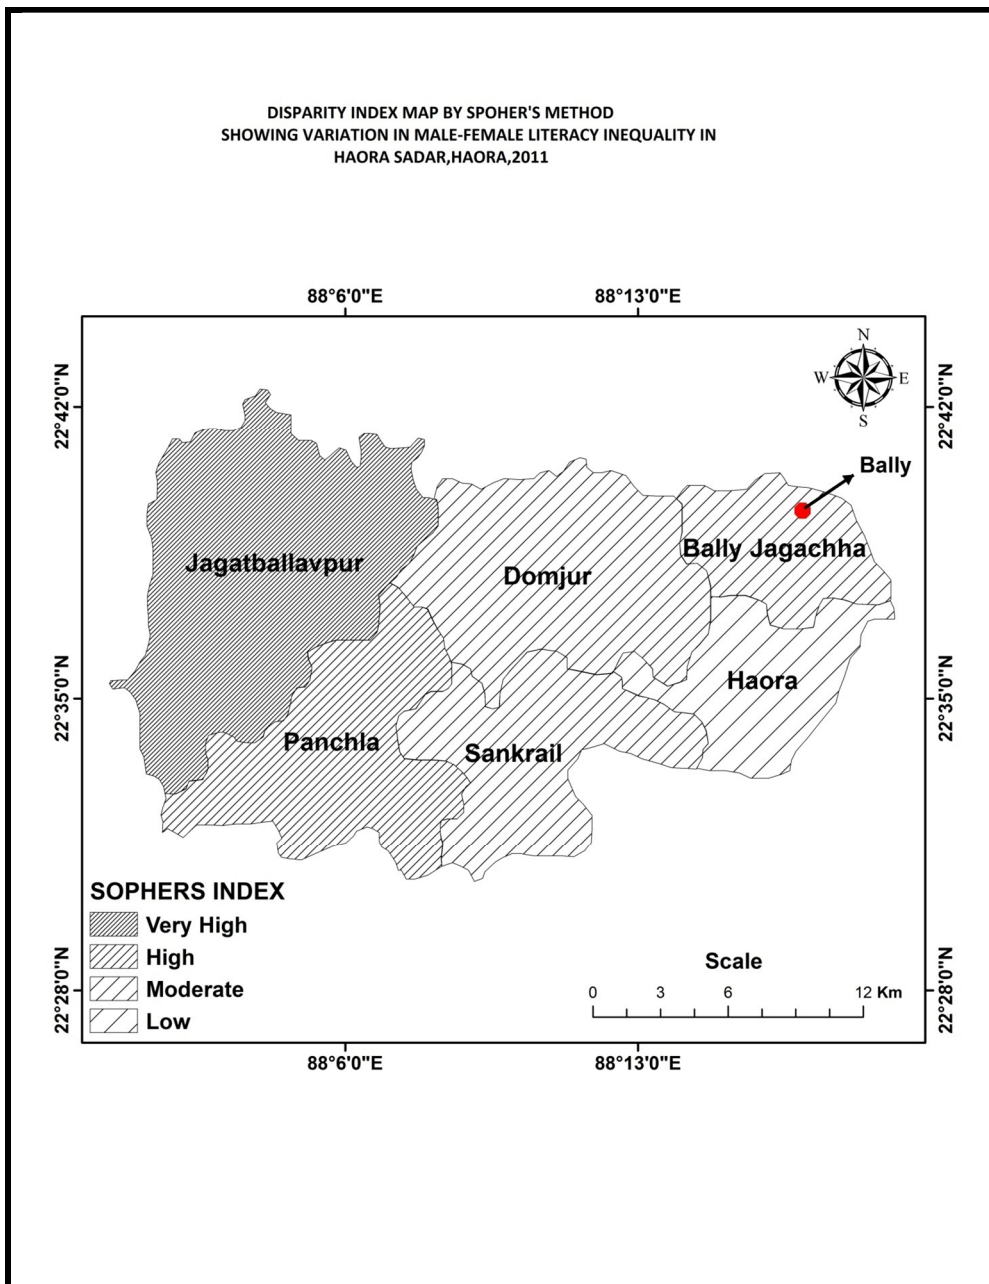 DISPARITY INDEX MAP BY SPOHER'S METHOD
SHOWING VARIATION IN MALE-FEMALE LITERACY INEQUALITY IN
HAORA SADAR,HAORA,2011
88°6'0"E
88°13'0"E
N
W
E
S
22°42'0"N
22°42'0"N
Bally
Bally Jagachha
Jagatballavpur
Domjur
Haora
22°35'0"N
22°35'0"N
Panchla
Sankrail
SOPHERS INDEX
Very High
High
Moderate
Low
Scale
0 3 6 12 Km
22°28'0"N
22°28'0"N
88°6'0"E
88°13'0"E